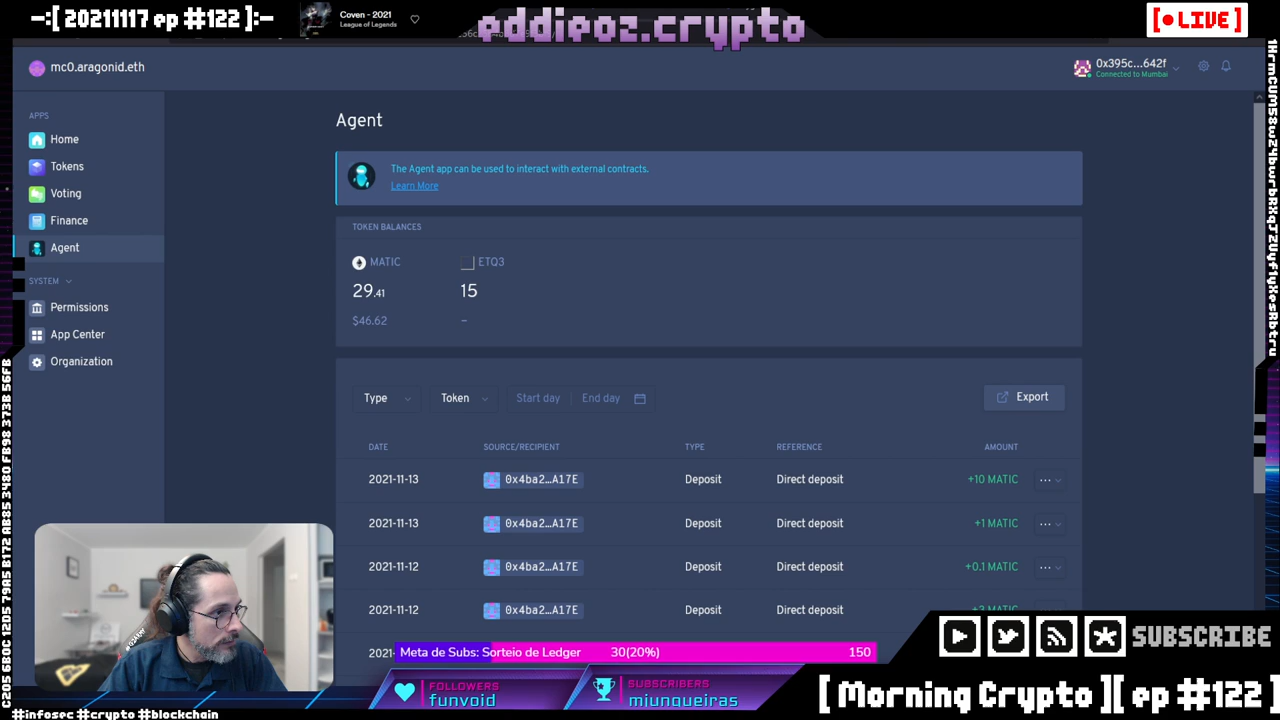 -:[ 20211117 ep #122 ]:-
Coven - 2021
League of Legends
eddieoz.crypto
[ LIVE ]
mc0.aragonid.eth
0x395c...642f
Connected to Mumbai
APPS
Home
Tokens
Voting
Finance
Agent
SYSTEM
Permissions
App Center
Organization
Agent
The Agent app can be used to interact with external contracts.
Learn More
TOKEN BALANCES
MATIC
ETQ3
29.41
15
$46.62
–
Type
Token
Start day
End day
Export
DATE
SOURCE/RECIPIENT
TYPE
REFERENCE
AMOUNT
2021-11-13
0x4ba2…A17E
Deposit
Direct deposit
+10 MATIC
2021-11-13
0x4ba2…A17E
Deposit
Direct deposit
+1 MATIC
2021-11-12
0x4ba2…A17E
Deposit
Direct deposit
+0.1 MATIC
2021-11-12
0x4ba2…A17E
Deposit
Direct deposit
2021-
Meta de Subs: Sorteio de Ledger
30(20%)
150
SUBSCRIBE
FOLLOWERS
funvoid
SUBSCRIBERS
miungueiras
[ Morning Crypto ][ ep #122 ]
#infosec #crypto #blockchain